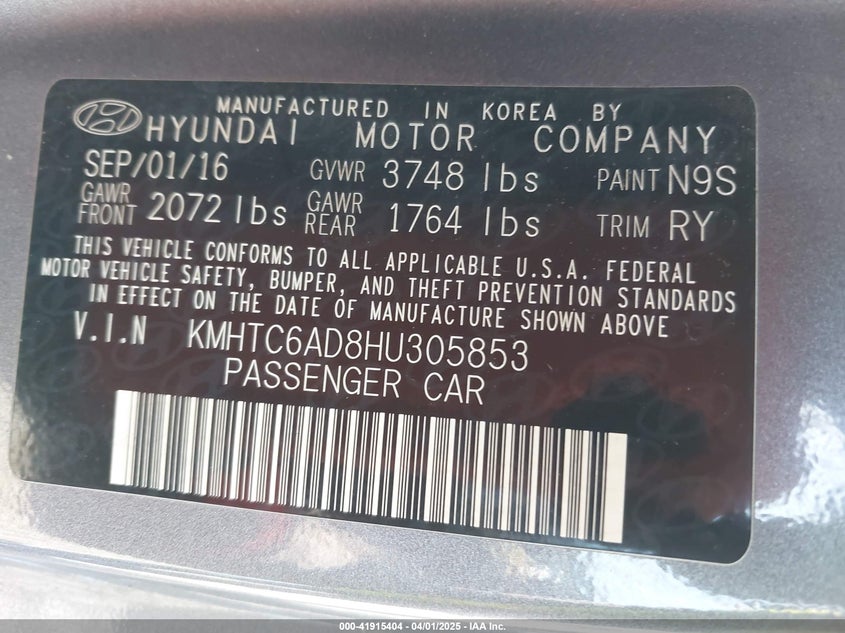 MANUFACTURED IN KOREA BY
HYUNDAI MOTOR COMPANY
SEP/01/16 GVWR 3748 lbs PAINT N9S
GAWR FRONT 2072 lbs GAWR REAR 1764 lbs TRIM RY
THIS VEHICLE CONFORMS TO ALL APPLICABLE U.S.A. FEDERAL
MOTOR VEHICLE SAFETY, BUMPER, AND THEFT PREVENTION STANDARDS
IN EFFECT ON THE DATE OF MANUFACTURE SHOWN ABOVE
V.I.N KMHTC6AD8HU305853
PASSENGER CAR
000-41915404 - 04/01/2025 - IAA Inc.